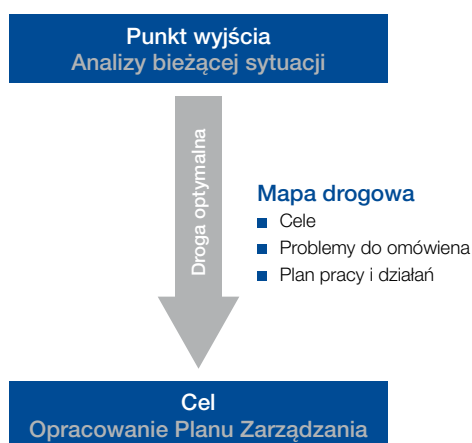 Punkt wyjścia
Analizy bieżącej sytuacji
Droga optymalna
Mapa drogowa
Cele
Problemy do omówiena
Plan pracy i działań
Cel
Opracowanie Planu Zarządzania